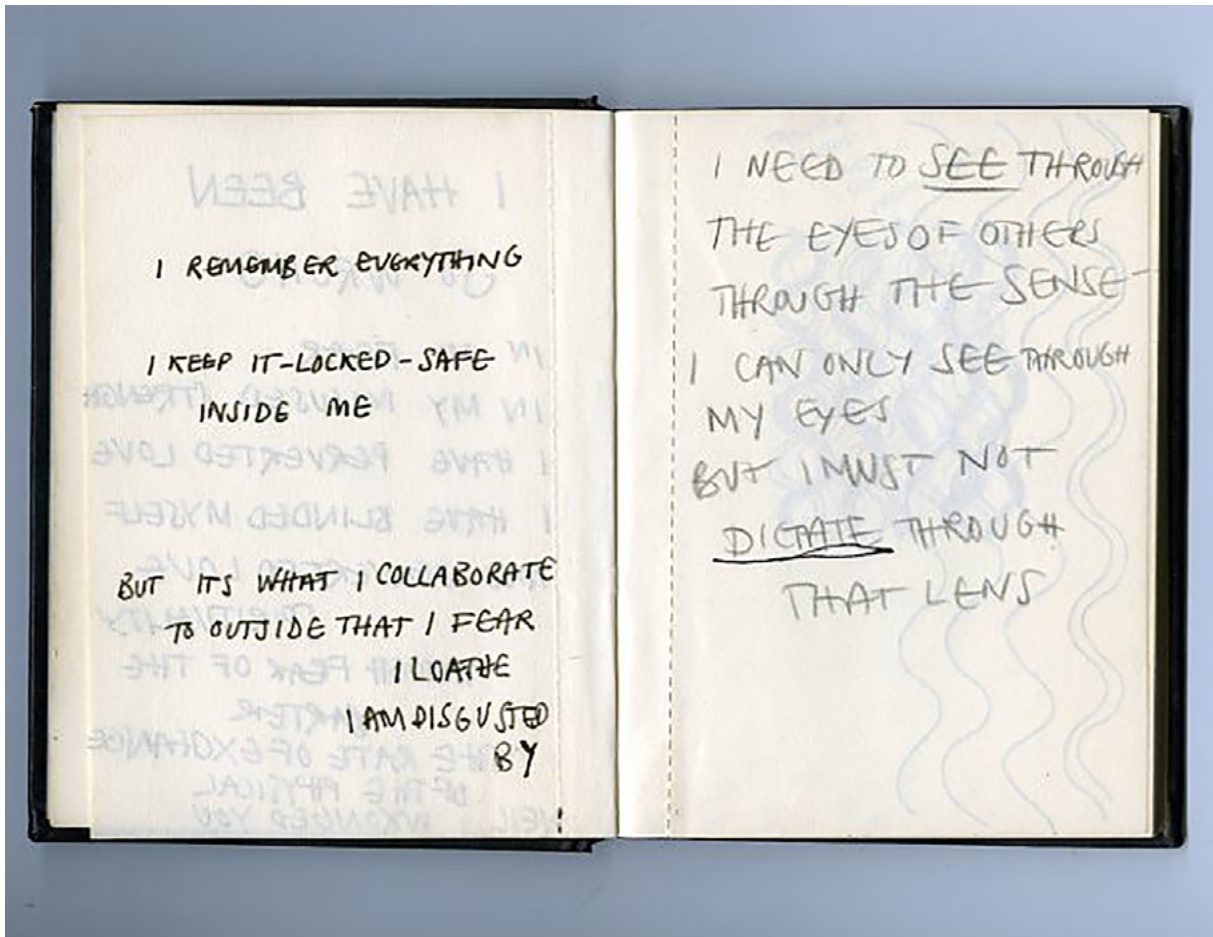 I REMEMBER EVERYTHING
I KEEP IT-LOCKED-SAFE
INSIDE ME
BUT ITS WHAT I COLLABORATE
TO OUTSIDE THAT I FEAR
I LOATHE
I AM DISGUSTED
BY
I NEED TO SEE THROUGH
THE EYES OF OTHERS
THROUGH THE SENSE-
I CAN ONLY SEE THROUGH
MY EYES
BUT I MUST NOT
DICTATE THROUGH
THAT LENS